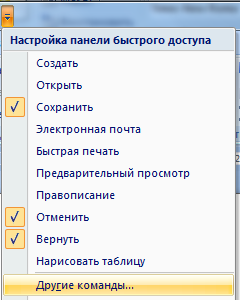 Настройка панели быстрого доступа
Создать
Открыть
Сохранить
Электронная почта
Быстрая печать
Предварительный просмотр
Правописание
Отменить
Вернуть
Нарисовать таблицу
Другие команды...